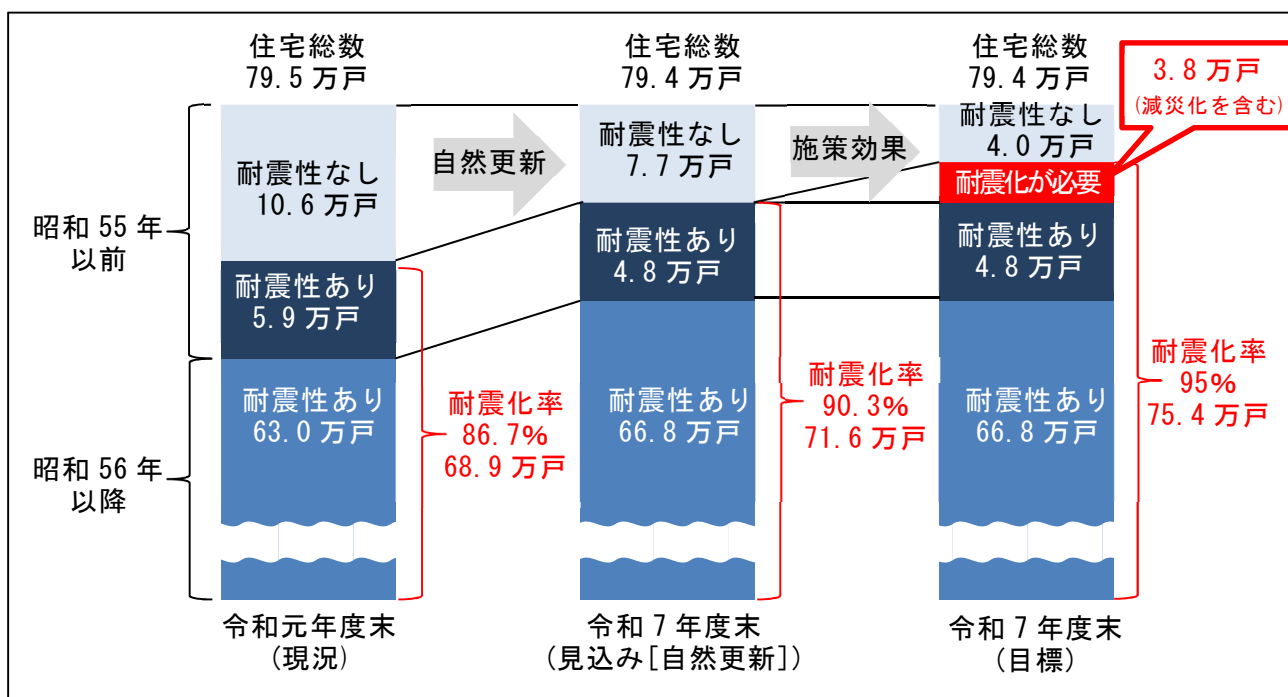 住宅総数
79.5 万戸
住宅総数
79.4 万戸
住宅総数
79.4 万戸
3.8 万戸
(減災化を含む)
昭和 55 年
以前
昭和 56 年
以降
耐震性なし
10.6 万戸
耐震性あり
5.9 万戸
耐震性あり
63.0 万戸
自然更新
耐震化率
86.7%
68.9 万戸
耐震性なし
7.7 万戸
耐震性あり
4.8 万戸
耐震性あり
66.8 万戸
施策効果
耐震化率
90.3%
71.6 万戸
耐震性なし
4.0 万戸
耐震化が必要
耐震性あり
4.8 万戸
耐震性あり
66.8 万戸
耐震化率
95%
75.4 万戸
令和元年度末
(現況)
令和 7 年度末
(見込み[自然更新])
令和 7 年度末
(目標)